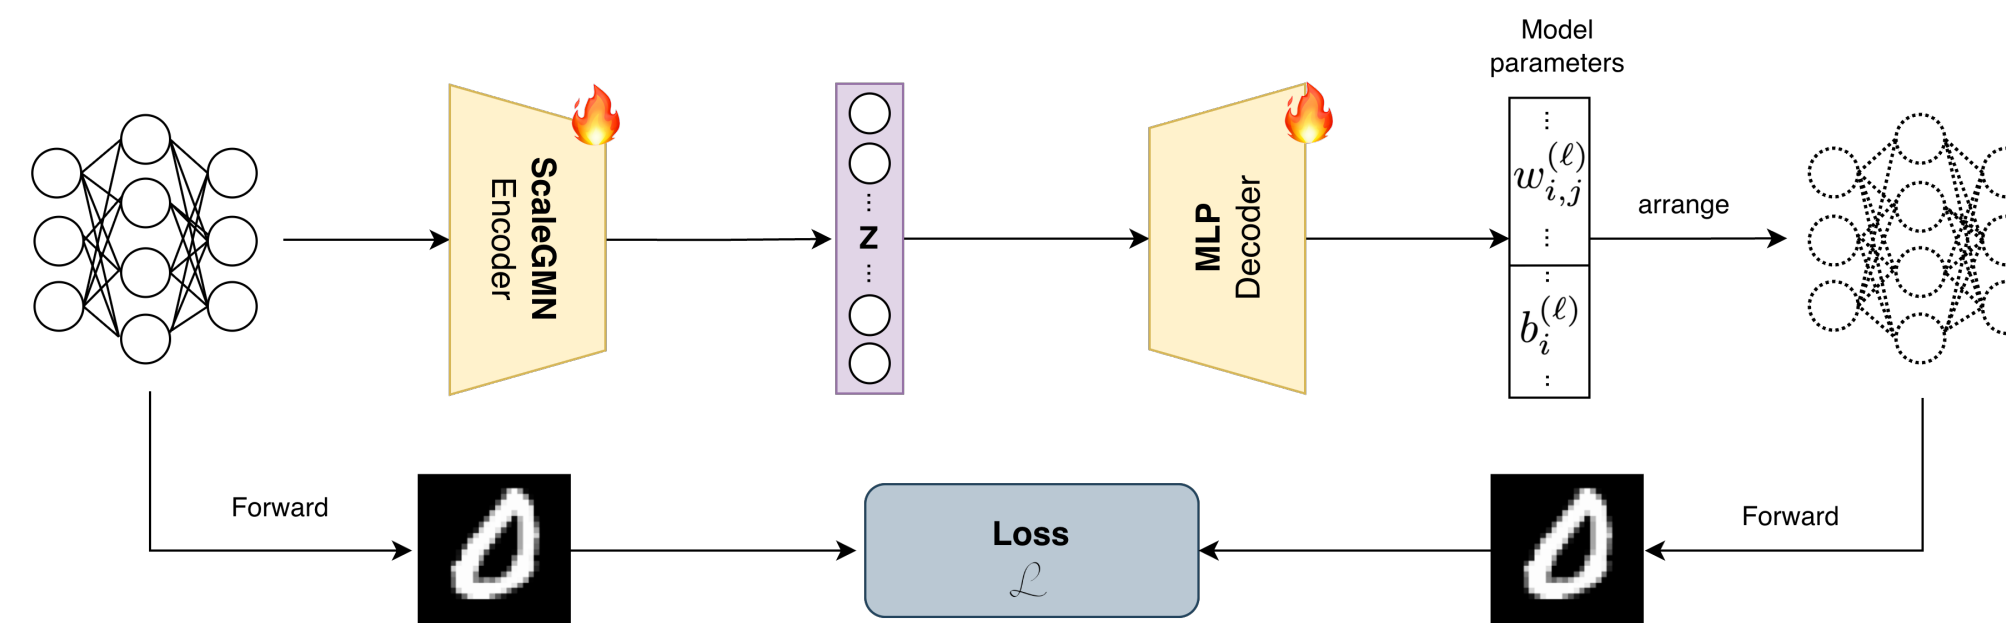 Model
parameters
ScaleGMN
Encoder
...
z
...
MLP
Decoder
...
w_{i,j}^{(ℓ)}
...
...
b_i^{(ℓ)}
...
arrange
Forward
Loss
ℒ
Forward